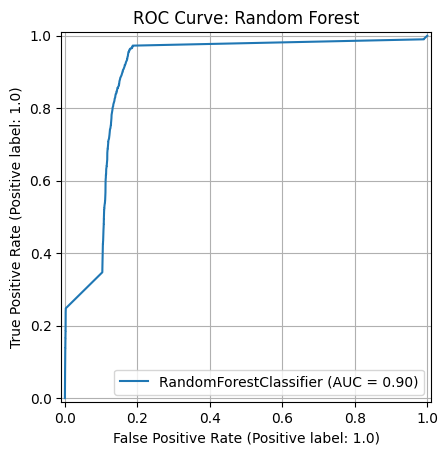 ROC Curve: Random Forest
True Positive Rate (Positive label: 1.0)
1.0
0.8
0.6
0.4
0.2
0.0
RandomForestClassifier (AUC = 0.90)
0.0 0.2 0.4 0.6 0.8 1.0
False Positive Rate (Positive label: 1.0)